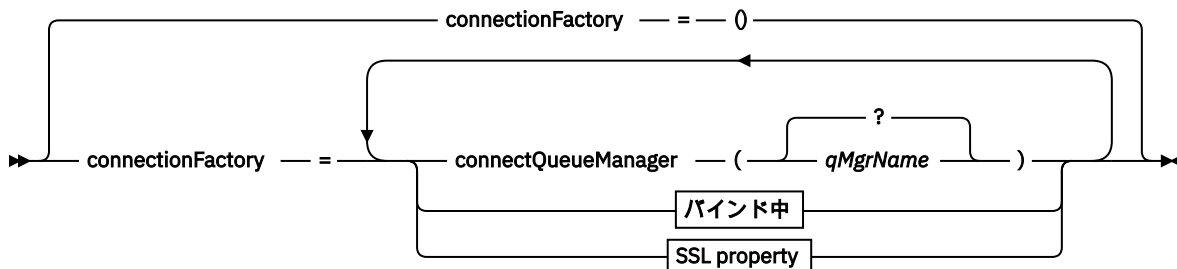 connectionFactory = ()
?
connectionFactory = connectQueueManager ( qMgrName )
バインド中
SSL property